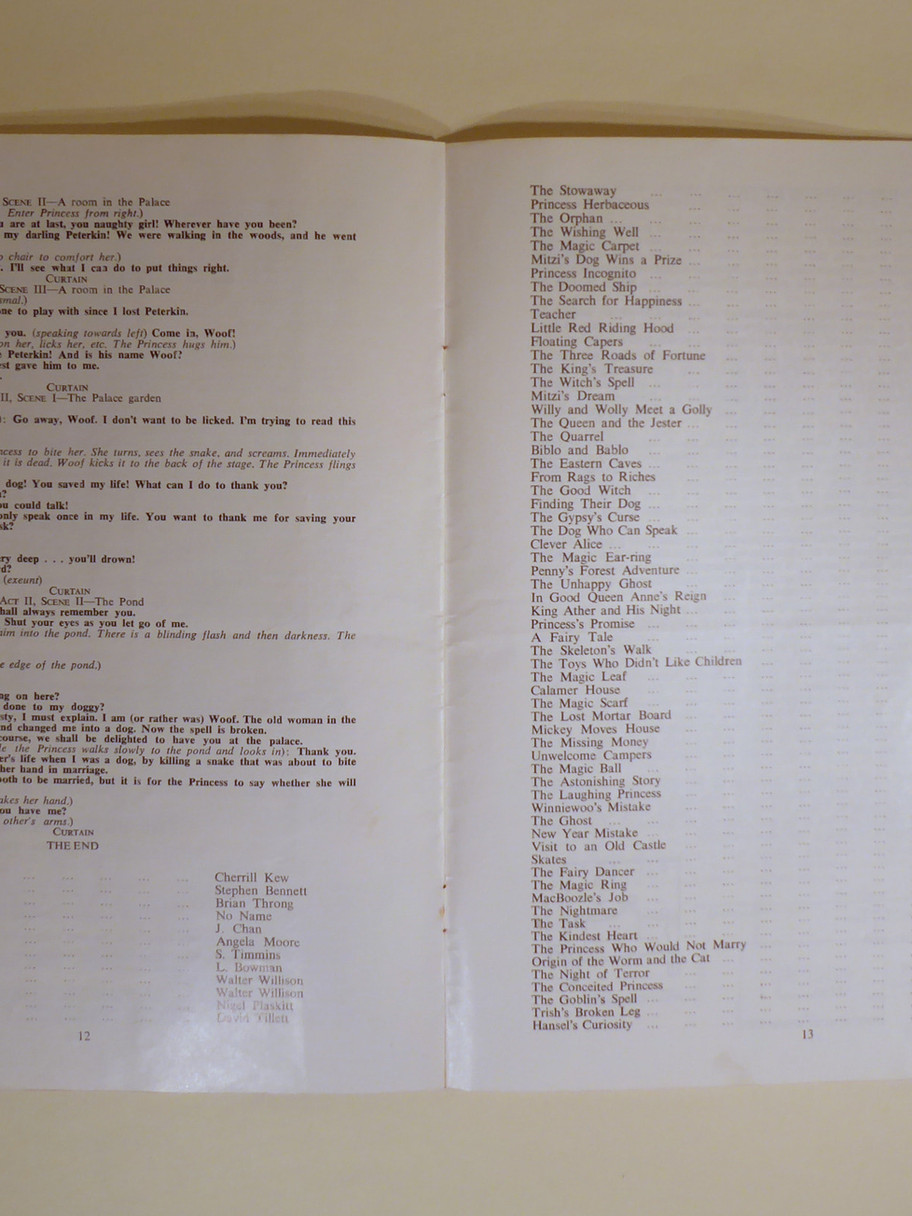 SCENE II—A room in the Palace
Enter Princess from right.)
are at last, you naughty girl! Wherever have you been?
my darling Peterkin! We were walking in the woods, and he went
chair to comfort her.)
I'll see what I can do to put things right.
CURTAIN
SCENE III—A room in the Palace
one to play with since I lost Peterkin.
you. (speaking towards left) Come in, Woof!
on her, licks her, etc. The Princess hugs him.)
Peterkin! And is his name Woof?
gave him to me.
CURTAIN
II, SCENE I—The Palace garden
): Go away, Woof. I don't want to be licked. I'm trying to read this
to bite her. She turns, sees the snake, and screams. Immediately
it is dead. Woof kicks it to the back of the stage. The Princess flings
dog! You saved my life! What can I do to thank you?
?
you could talk!
only speak once in my life. You want to thank me for saving your
?
deep . . . you'll drown!
?
(exeunt)
CURTAIN
ACT II, SCENE II—The Pond
shall always remember you.
Shut your eyes as you let go of me.
him into the pond. There is a blinding flash and then darkness. The
edge of the pond.)
on here?
done to my doggy?
I must explain. I am (or rather was) Woof. The old woman in the
and changed me into a dog. Now the spell is broken.
course, we shall be delighted to have you at the palace.
the Princess walks slowly to the pond and looks in): Thank you.
life when I was a dog, by killing a snake that was about to bite
her hand in marriage.
both to be married, but it is for the Princess to say whether she will
takes her hand.)
you have me?
other's arms.)
CURTAIN
THE END
Cherrill Kew
Stephen Bennett
Brian Throng
No Name
J. Chan
Angela Moore
S. Timmins
L. Bowman
Walter Willison
Walter Willison
Nigel Plaskitt
David
12
The Stowaway
Princess Herbaceous
The Orphan ...
The Wishing Well ...
The Magic Carpet ...
Mitzi's Dog Wins a Prize ...
Princess Incognito ...
The Doomed Ship ...
The Search for Happiness ...
Teacher ...
Little Red Riding Hood ...
Floating Capers ...
The Three Roads of Fortune ...
The King's Treasure ...
The Witch's Spell ...
Mitzi's Dream ...
Willy and Wolly Meet a Golly ...
The Queen and the Jester ...
The Quarrel ...
Biblo and Bablo ...
The Eastern Caves ...
From Rags to Riches ...
The Good Witch ...
Finding Their Dog ...
The Gypsy's Curse ...
The Dog Who Can Speak ...
Clever Alice ...
The Magic Ear-ring ...
Penny's Forest Adventure ...
The Unhappy Ghost ...
In Good Queen Anne's Reign ...
King Ather and His Night ...
Princess's Promise ...
A Fairy Tale ...
The Skeleton's Walk ...
The Toys Who Didn't Like Children ...
The Magic Leaf ...
Calamer House ...
The Magic Scarf ...
The Lost Mortar Board ...
Mickey Moves House ...
The Missing Money ...
Unwelcome Campers ...
The Magic Ball ...
The Astonishing Story ...
The Laughing Princess ...
Winniewoo's Mistake ...
The Ghost ...
New Year Mistake ...
Visit to an Old Castle ...
Skates ...
The Fairy Dancer ...
The Magic Ring ...
MacBoozle's Job ...
The Nightmare ...
The Task ...
The Kindest Heart ...
The Princess Who Would Not Marry ...
Origin of the Worm and the Cat ...
The Night of Terror ...
The Conceited Princess ...
The Goblin's Spell ...
Trish's Broken Leg ...
Hansel's Curiosity ...
13